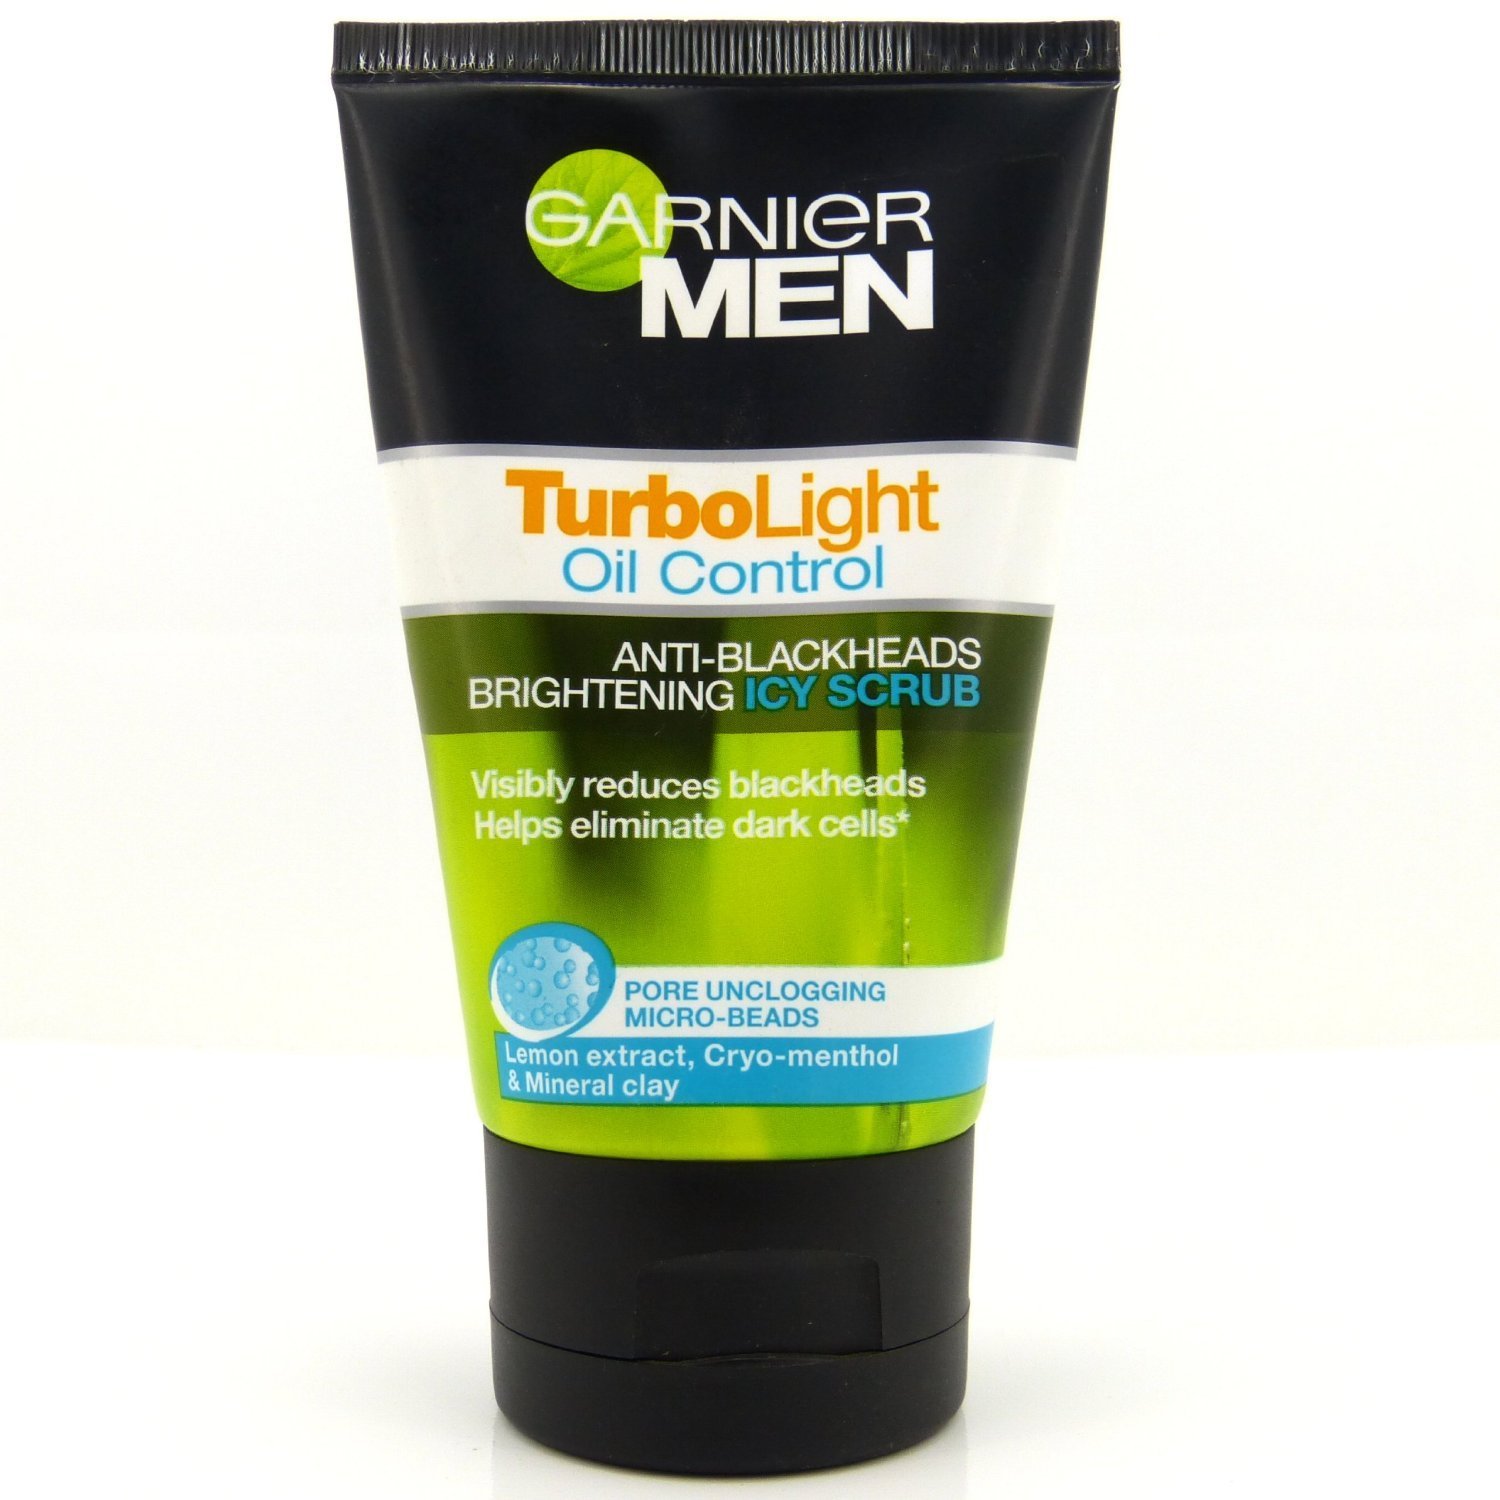 GARNIER
MEN
TurboLight
Oil Control
ANTI-BLACKHEADS
BRIGHTENING ICY SCRUB
Visibly reduces blackheads
Helps eliminate dark cells*
PORE UNCLOGGING
MICRO-BEADS
Lemon extract, Cryo-menthol
& Mineral clay